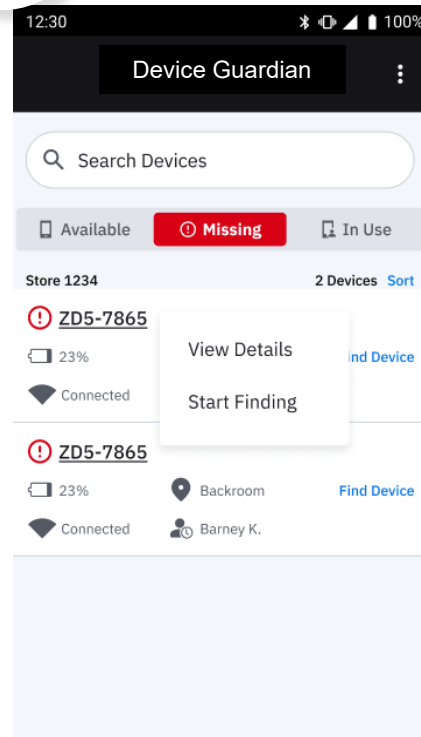 12:30 100%
Device Guardian
Search Devices
Available Missing In Use
Store 1234 2 Devices Sort
ZD5-7865
View Details
23% nd Device
Connected
Start Finding
ZD5-7865
23% Backroom Find Device
Connected Barney K.